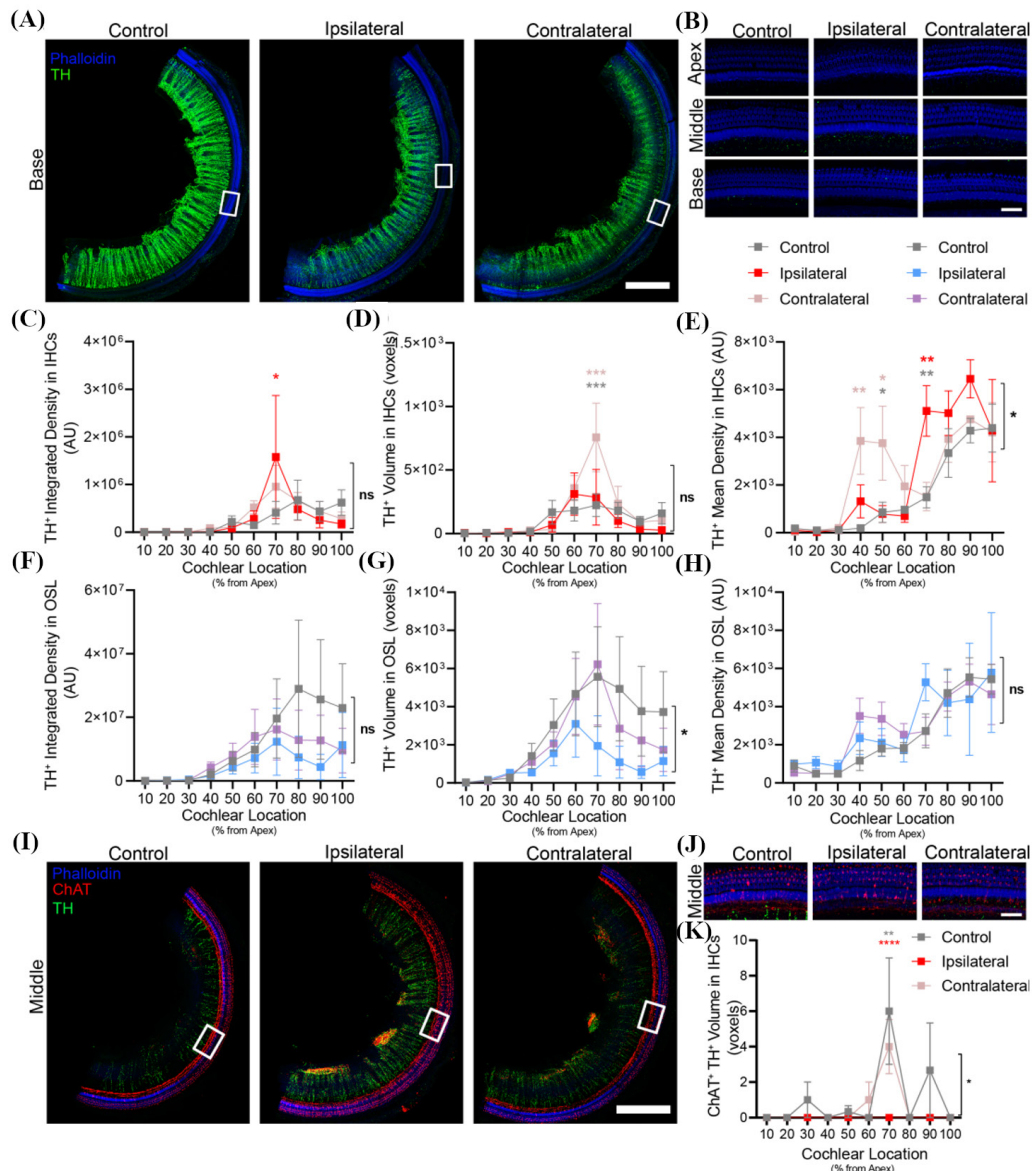 (A)
Control
Ipsilateral
Contralateral
Phalloidin
TH
Base
(B)
Control
Ipsilateral
Contralateral
Apex
Middle
Base
Control
Ipsilateral
Contralateral
Control
Ipsilateral
Contralateral
(C)
TH⁺ Integrated Density in IHCs
(AU)
4×10⁶
3×10⁶
2×10⁶
1×10⁶
0
*
ns
10 20 30 40 50 60 70 80 90 100
Cochlear Location
(% from Apex)
(D)
TH⁺ Volume in IHCs (voxels)
1.5×10³
1×10³
5×10²
0
***
***
ns
10 20 30 40 50 60 70 80 90 100
Cochlear Location
(% from Apex)
(E)
TH⁺ Mean Density in IHCs (AU)
8×10³
6×10³
4×10³
2×10³
0
**
*
*
**
**
*
10 20 30 40 50 60 70 80 90 100
Cochlear Location
(% from Apex)
(F)
TH⁺ Integrated Density in OSL
(AU)
6×10⁷
4×10⁷
2×10⁷
0
ns
10 20 30 40 50 60 70 80 90 100
Cochlear Location
(% from Apex)
(G)
TH⁺ Volume in OSL (voxels)
1×10⁴
8×10³
6×10³
4×10³
2×10³
0
*
10 20 30 40 50 60 70 80 90 100
Cochlear Location
(% from Apex)
(H)
TH⁺ Mean Density in OSL (AU)
1×10⁴
8×10³
6×10³
4×10³
2×10³
0
ns
10 20 30 40 50 60 70 80 90 100
Cochlear Location
(% from Apex)
(I)
Control
Ipsilateral
Contralateral
Phalloidin
ChAT
TH
Middle
(J)
Control
Ipsilateral
Contralateral
Middle
(K)
ChAT⁺ TH⁺ Volume in IHCs
(voxels)
10
8
6
4
2
0
**
****
Control
Ipsilateral
Contralateral
*
10 20 30 40 50 60 70 80 90 100
Cochlear Location
(% from Apex)